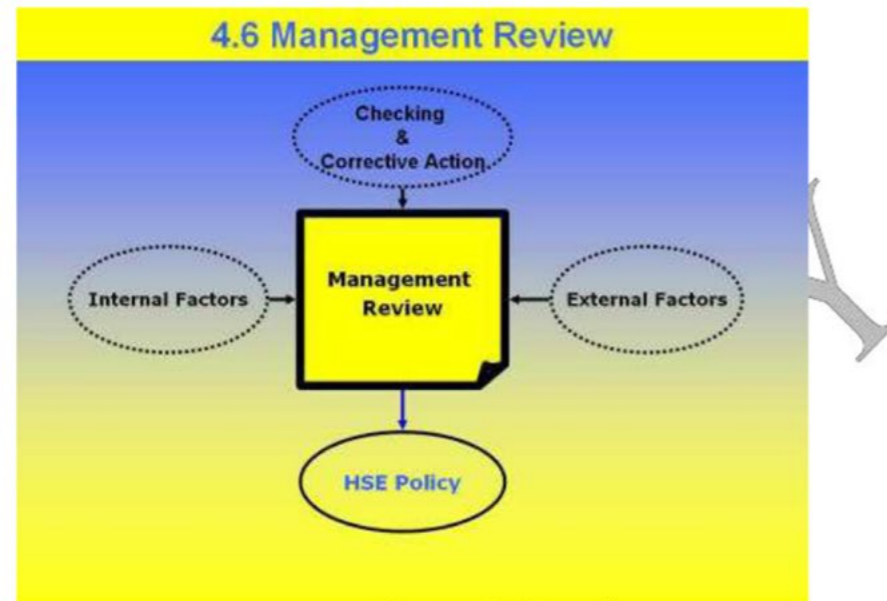 4.6 Management Review
Checking
&
Corrective Action
Internal Factors
Management
Review
External Factors
HSE Policy
Y